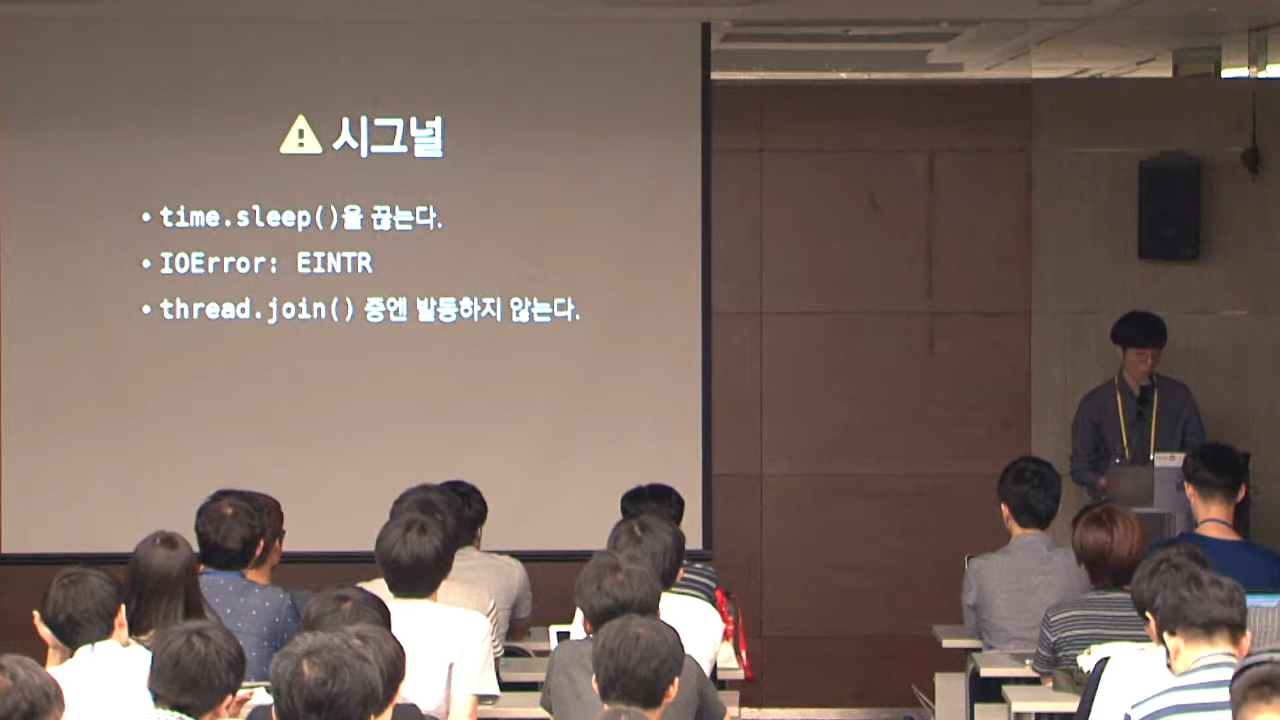 ⚠ 시그널
• time.sleep()을 끊는다.
• IOError: EINTR
• thread.join() 중엔 발동하지 않는다.